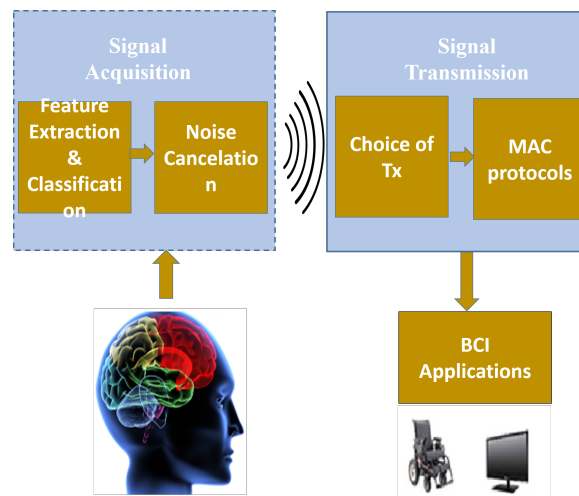 Signal
Acquisition
Feature
Extraction
&
Classificati
on
Noise
Cancelatio
n
Signal
Transmission
Choice of
Tx
MAC
protocols
BCI
Applications